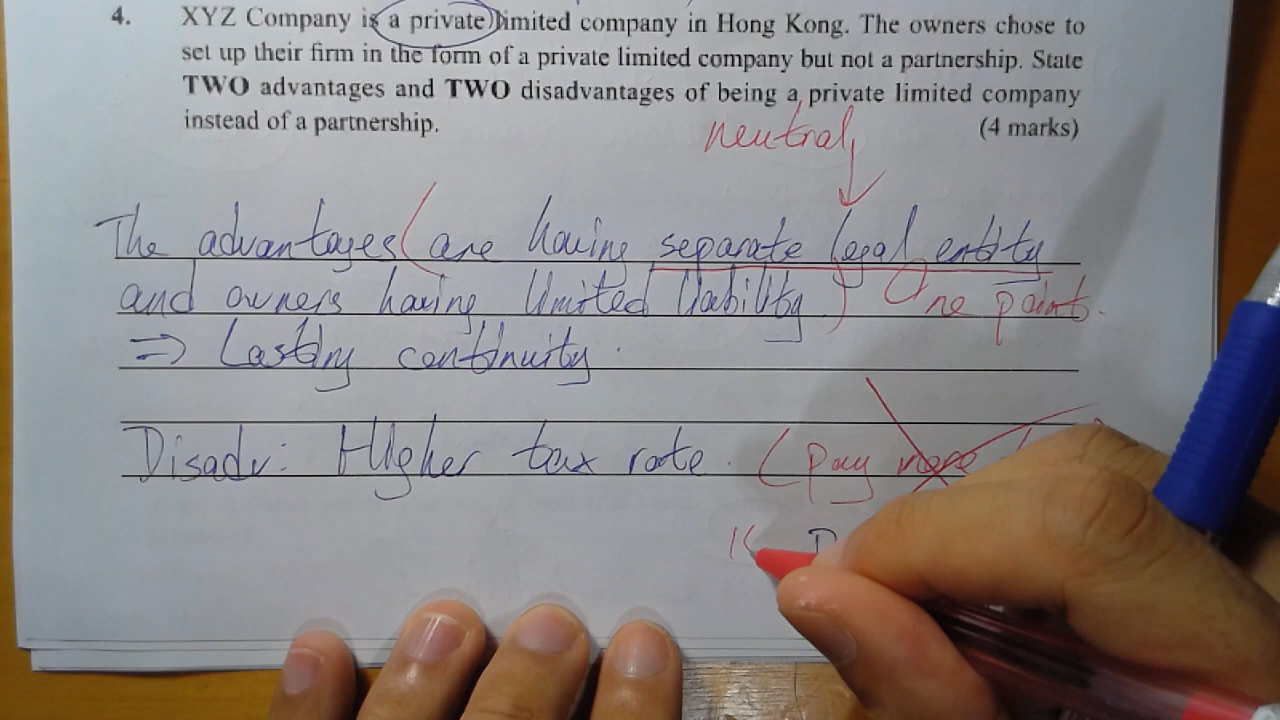 4. XYZ Company is a private limited company in Hong Kong. The owners chose to
set up their firm in the form of a private limited company but not a partnership. State
TWO advantages and TWO disadvantages of being a private limited company
instead of a partnership. (4 marks)
neutral
The advantages (are having separate legal entity
and owners having limited liability) One point.
⇒ Lasting continuity.
Disadv: Higher tax rate. (pay more